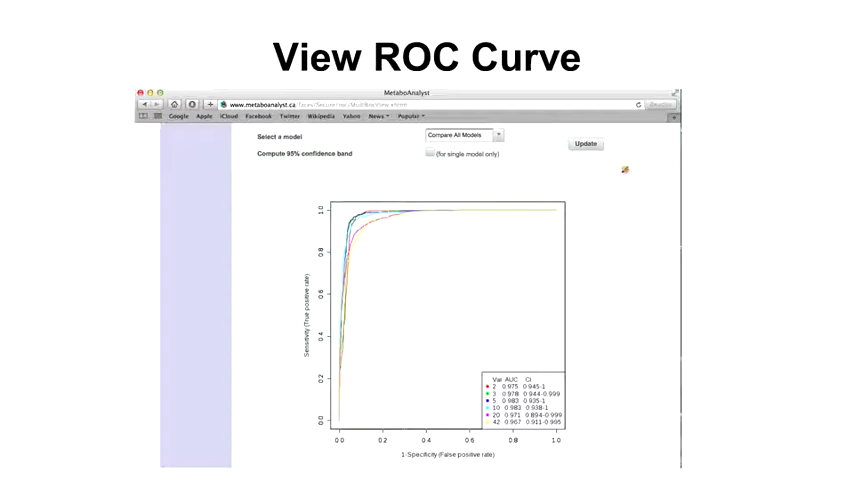 View ROC Curve
MetaboAnalyst
www.metaboanalyst.ca
Google Apple iCloud Facebook Twitter Wikipedia Yahoo News Popular
Select a model
Compare All Models
Update
Compute 95% confidence band
(for single model only)
Sensitivity (True positive rate)
1.0
0.8
0.6
0.4
0.2
0.0
Var AUC CI
2 0.975 0.945-1
3 0.978 0.944-0.999
5 0.983 0.935-1
10 0.983 0.938-1
20 0.971 0.894-0.999
42 0.967 0.911-0.995
0.0 0.2 0.4 0.6 0.8 1.0
1-Specificity (False positive rate)